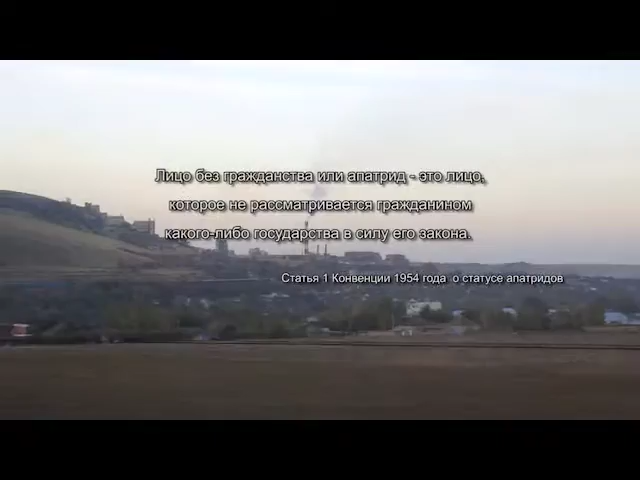 Лицо без гражданства или апатрид - это лицо,
которое не рассматривается гражданином
какого-либо государства в силу его закона.
Статья 1 Конвенции 1954 года о статусе апатридов